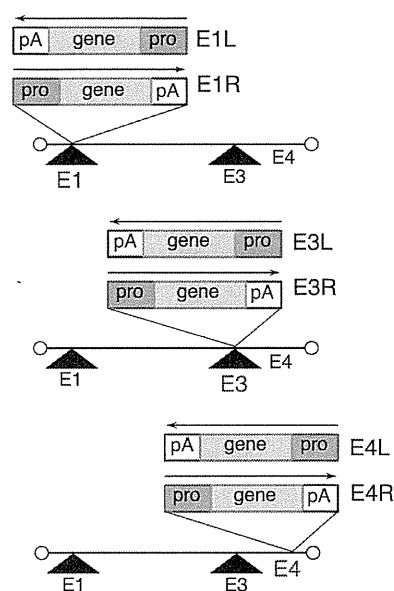 pA gene pro E1L
pro gene pA E1R
E4
E1 E3
pA gene pro E3L
pro gene pA E3R
E4
E1 E3
pA gene pro E4L
pro gene pA E4R
E1 E3 E4